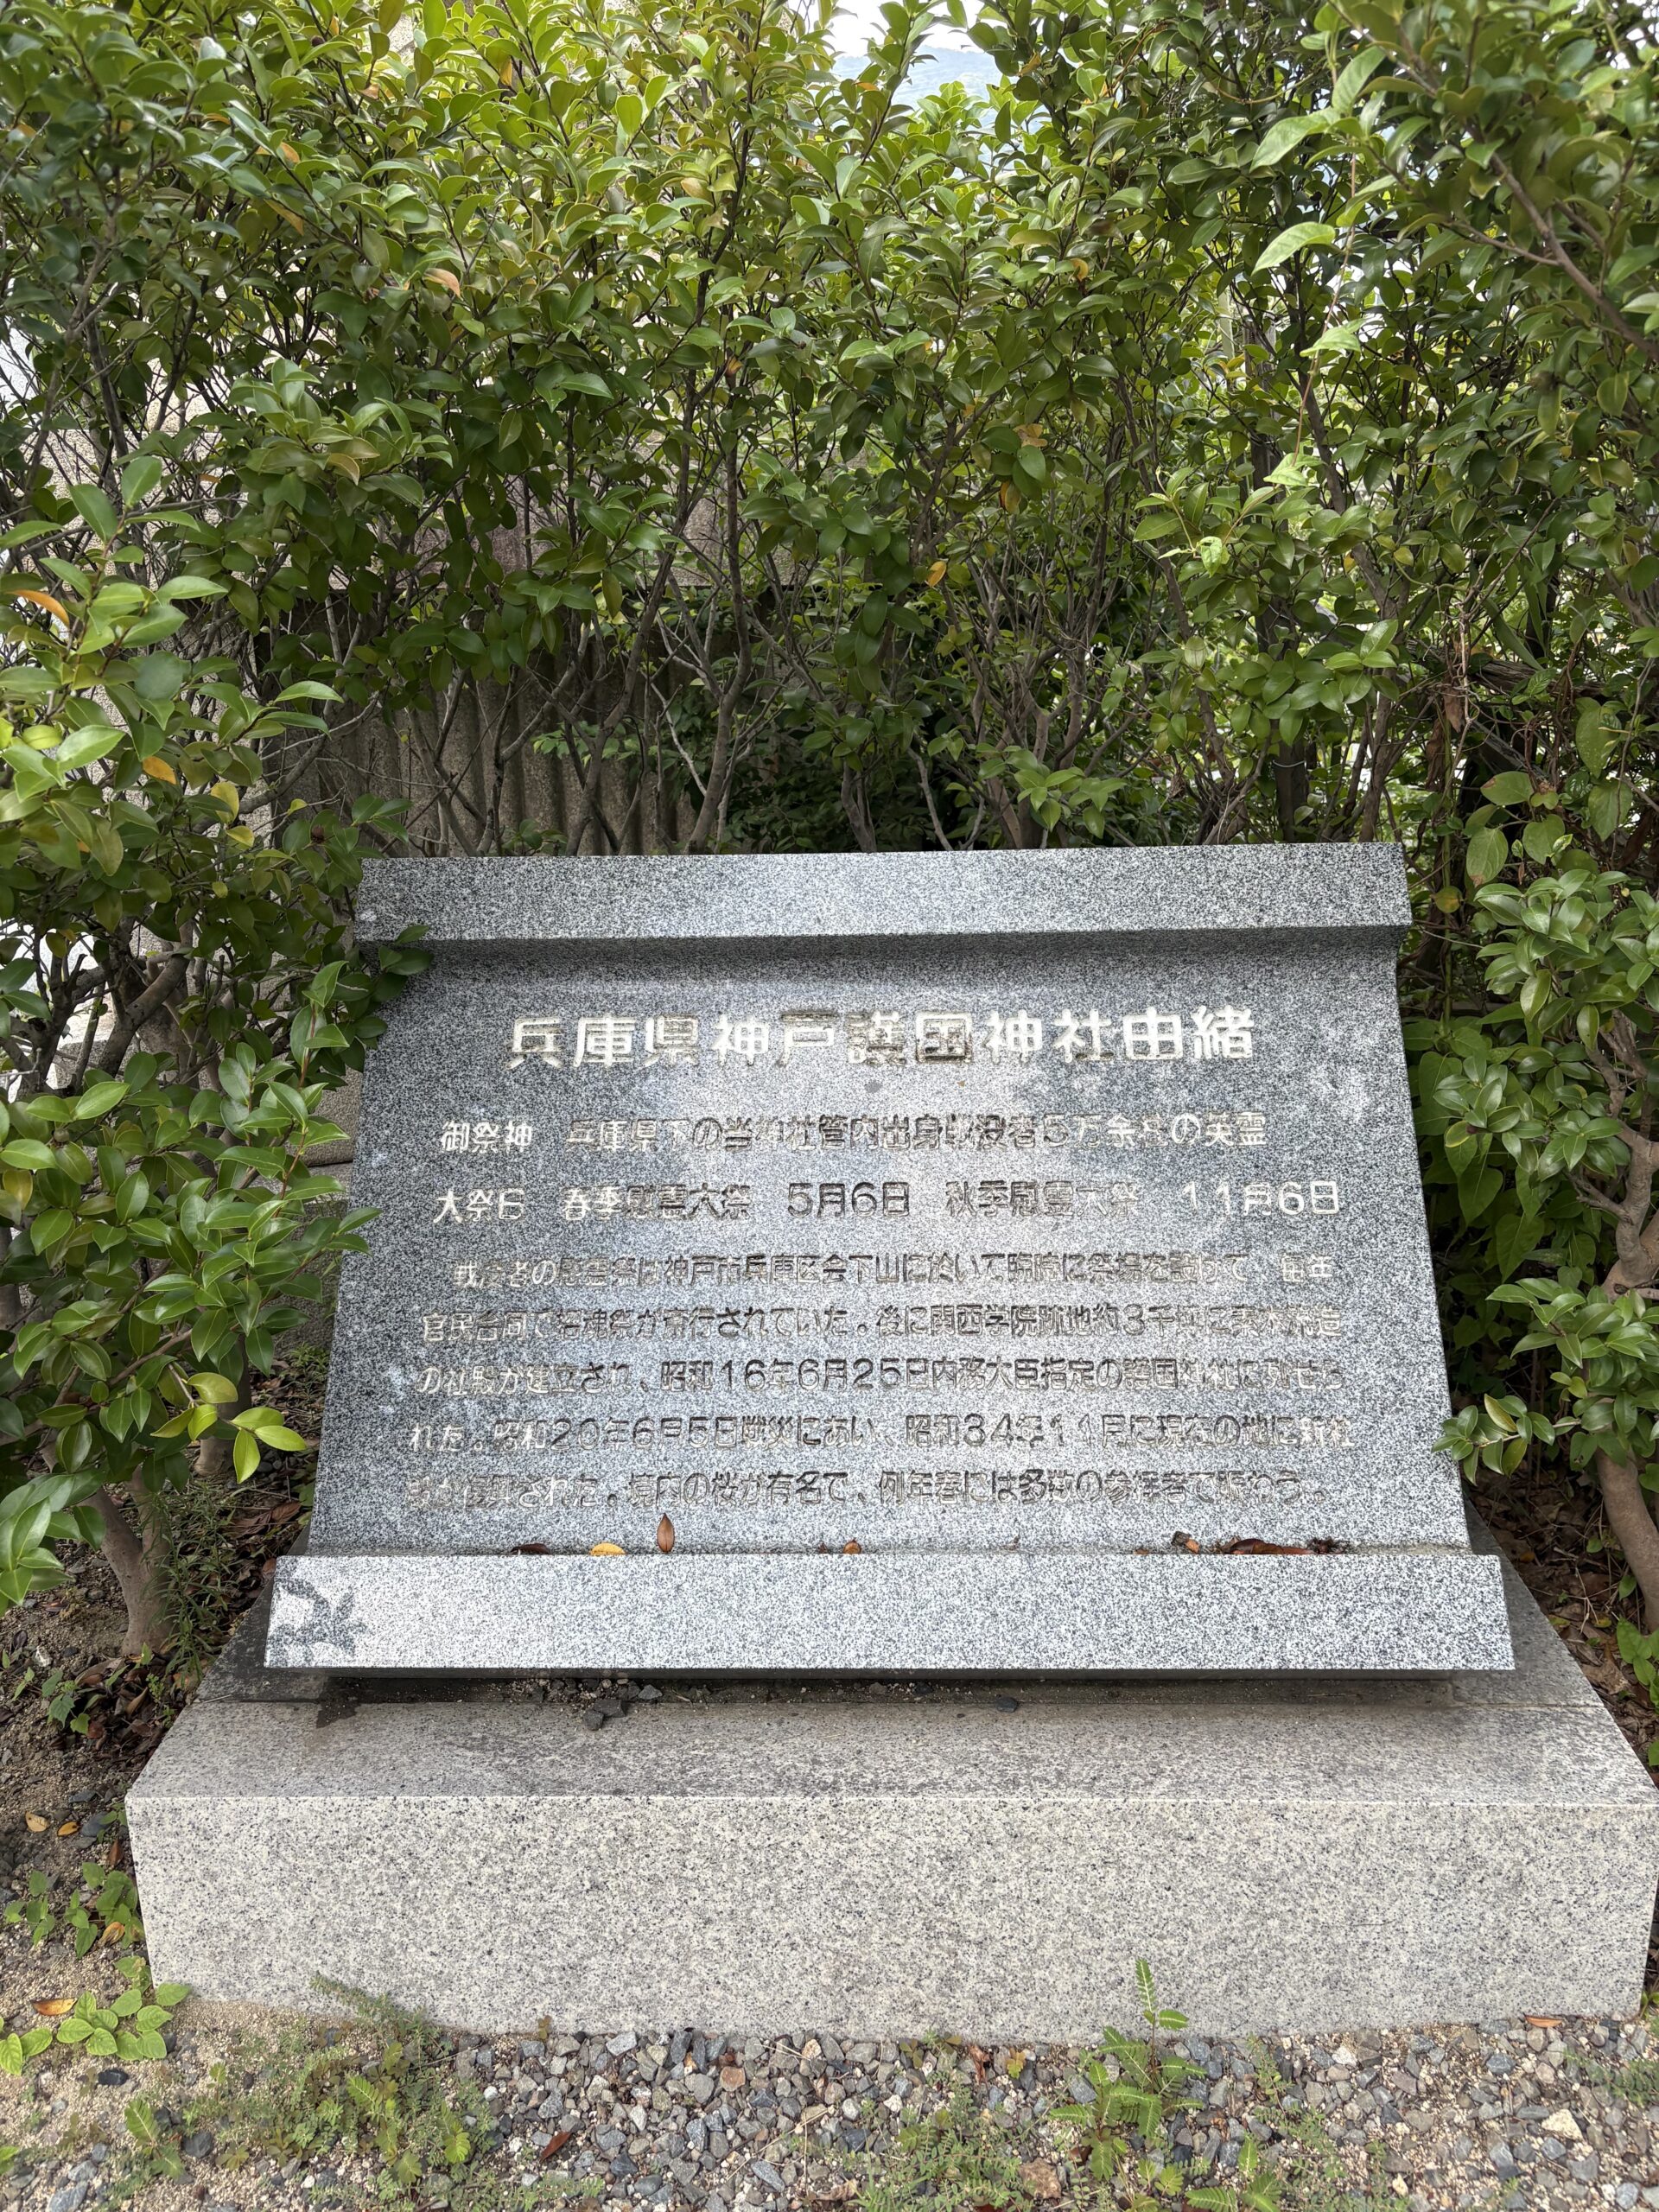 兵庫県神戸護国神社由緒
御祭神　兵庫県下の当神社管内出身戦没者5万余柱の英霊
大祭日　春季慰霊大祭　5月6日　秋季慰霊大祭　11月6日
戦没者の慰霊祭は神戸市兵庫区会下山に於いて臨時に祭場を設けて　毎年
官民合同で招魂祭が斎行されていた。後に関西学院跡地約3千坪に素木流造
の社殿が建立され、昭和16年6月25日内務大臣指定の護国神社に列せら
れた。昭和20年6月5日戦災にあい、昭和34年11月に現在の地に新社
殿が復興された。境内の桜が有名で、例年春には多数の参拝者で賑わう。